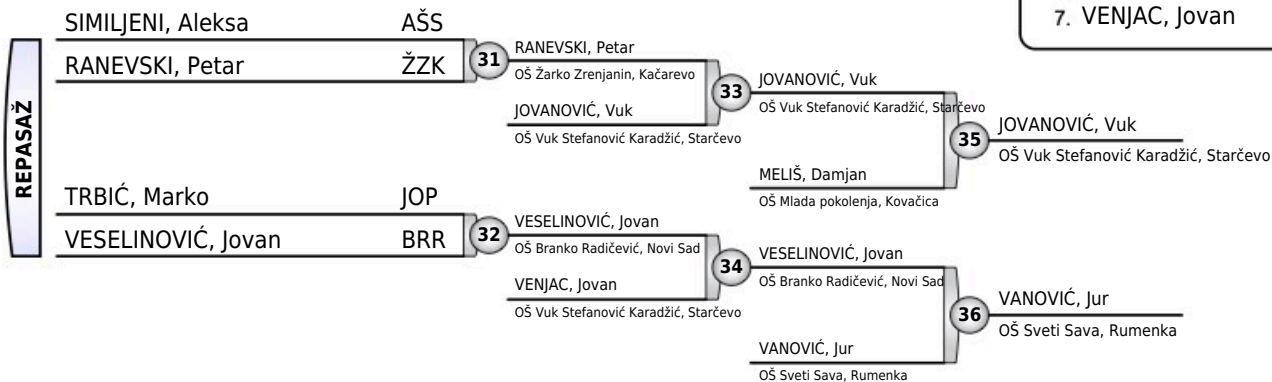 7. VENJAC, Jovan
REPASAŽ
SIMILJENI, Aleksa AŠS
RANEVSKI, Petar ŽZK
31
RANEVSKI, Petar
OŠ Žarko Zrenjanin, Kačarevo
JOVANOVIĆ, Vuk
OŠ Vuk Stefanović Karadžić, Starčevo
33
JOVANOVIĆ, Vuk
OŠ Vuk Stefanović Karadžić, Starčevo
MELIŠ, Damjan
OŠ Mlada pokolenja, Kovačica
35
JOVANOVIĆ, Vuk
OŠ Vuk Stefanović Karadžić, Starčevo
TRBIĆ, Marko JOP
VESELINOVIĆ, Jovan BRR
32
VESELINOVIĆ, Jovan
OŠ Branko Radičević, Novi Sad
VENJAC, Jovan
OŠ Vuk Stefanović Karadžić, Starčevo
34
VESELINOVIĆ, Jovan
OŠ Branko Radičević, Novi Sad
VANOVIĆ, Jur
OŠ Sveti Sava, Rumenka
36
VANOVIĆ, Jur
OŠ Sveti Sava, Rumenka